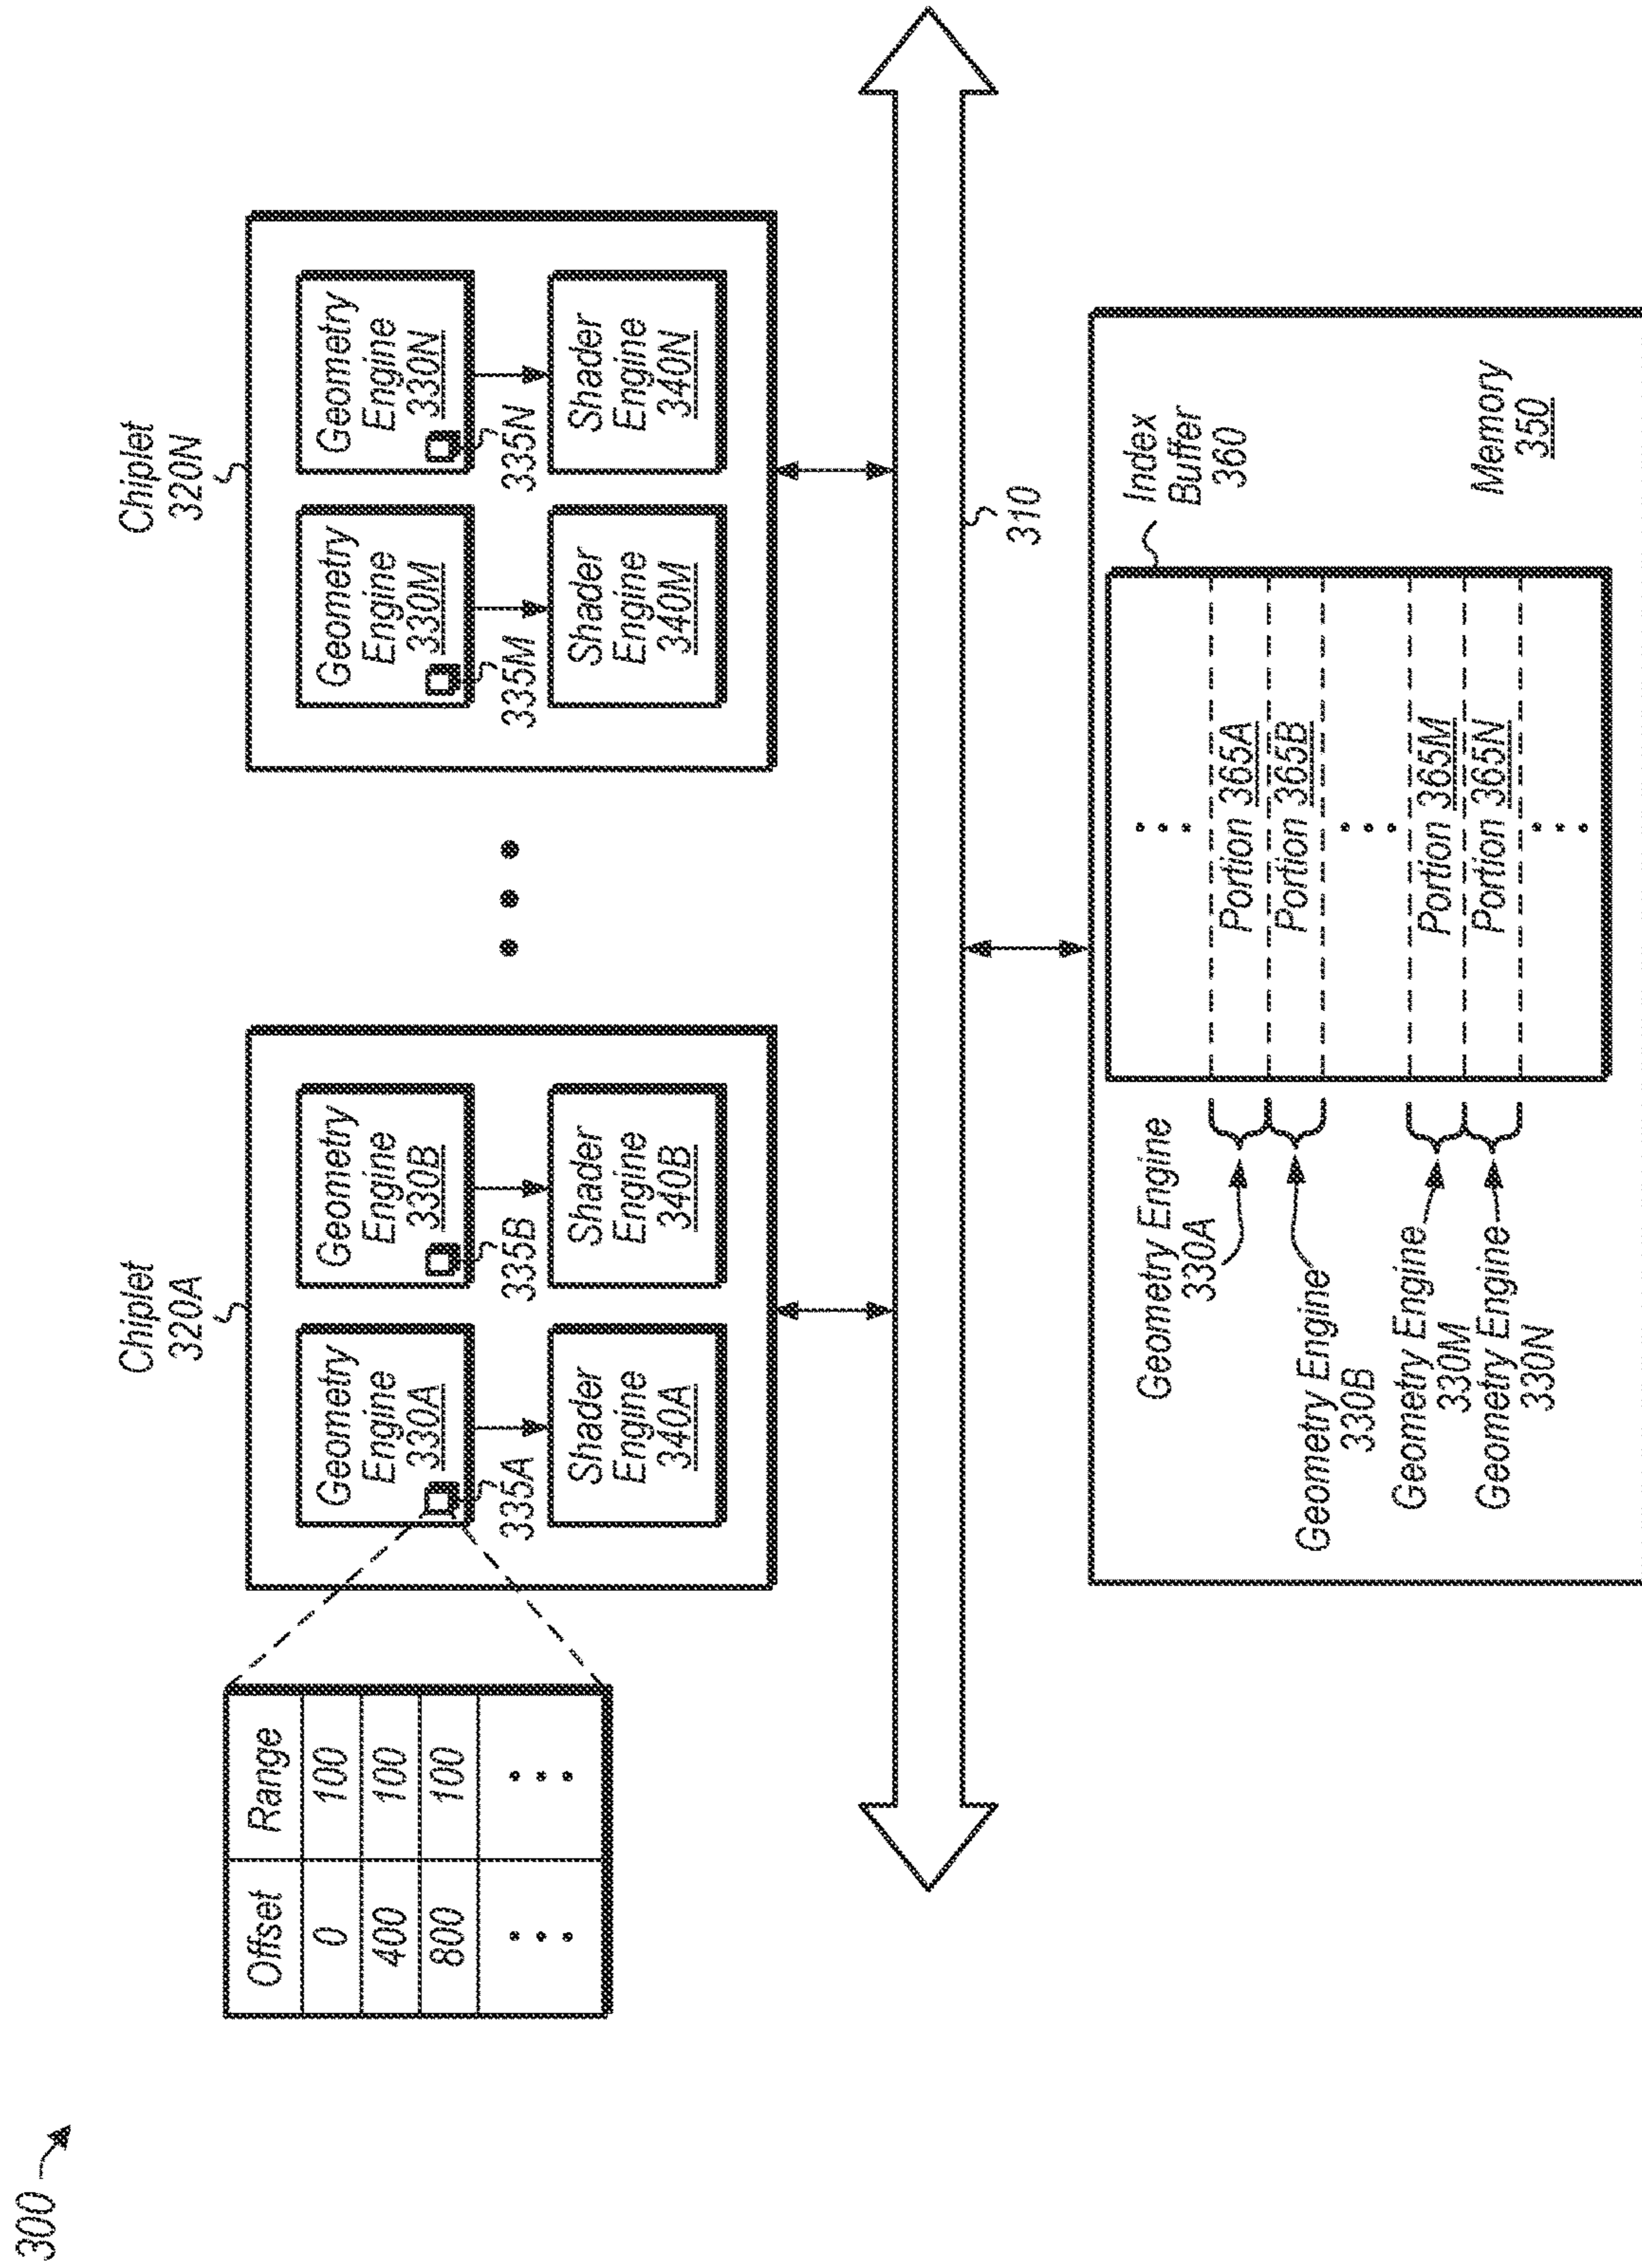 300
Chiplet
320A
Chiplet
320N
Offset Range
0 100
400 100
800 100
Geometry
Engine
330A
335A
Shader
Engine
340A
Geometry
Engine
330B
335B
Shader
Engine
340B
Geometry
Engine
330M
335M
Shader
Engine
340M
Geometry
Engine
330N
335N
Shader
Engine
340N
310
Geometry Engine
330A
Geometry Engine
330B
Geometry Engine
330M
Geometry Engine
330N
Portion 365A
Portion 365B
Portion 365M
Portion 365N
Index
Buffer
360
Memory
350